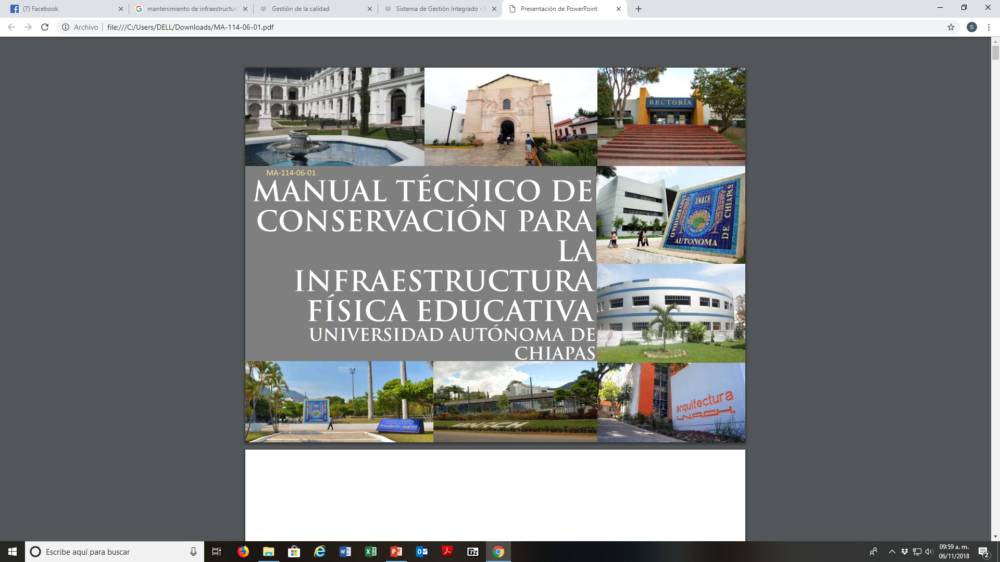 (7) Facebook
mantenimiento de infraestructura
Gestión de la calidad
Sistema de Gestión Integrado - I
Presentación de PowerPoint
Archivo
file:///C:/Users/DELL/Downloads/MA-114-06-01.pdf
S
RECTORÍA
MA-114-06-01
MANUAL TÉCNICO DE
CONSERVACIÓN PARA
LA
INFRAESTRUCTURA
FÍSICA EDUCATIVA
UNIVERSIDAD AUTÓNOMA DE
CHIAPAS
UNACH
UNIVERSIDAD
AUTONOMA
DE CHIAPAS
AUTONOMA
Presidente Juárez
UNACH
arquitectura
UNACH.
Escribe aquí para buscar
7z
09:59 a. m.
06/11/2018
2